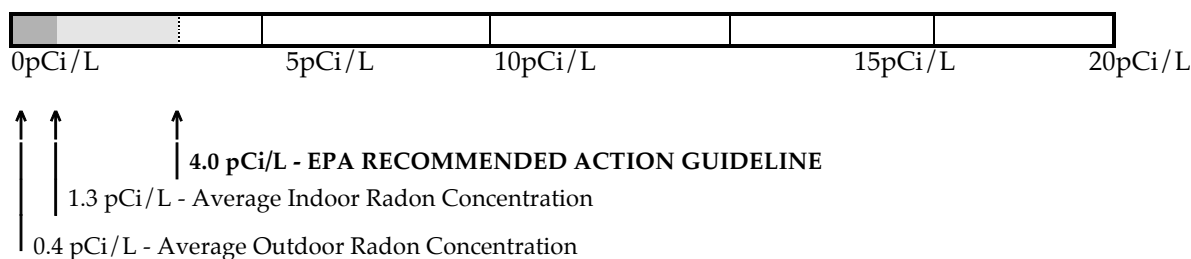 0pCi/L 5pCi/L 10pCi/L 15pCi/L 20pCi/L
4.0 pCi/L - EPA RECOMMENDED ACTION GUIDELINE
1.3 pCi/L - Average Indoor Radon Concentration
0.4 pCi/L - Average Outdoor Radon Concentration